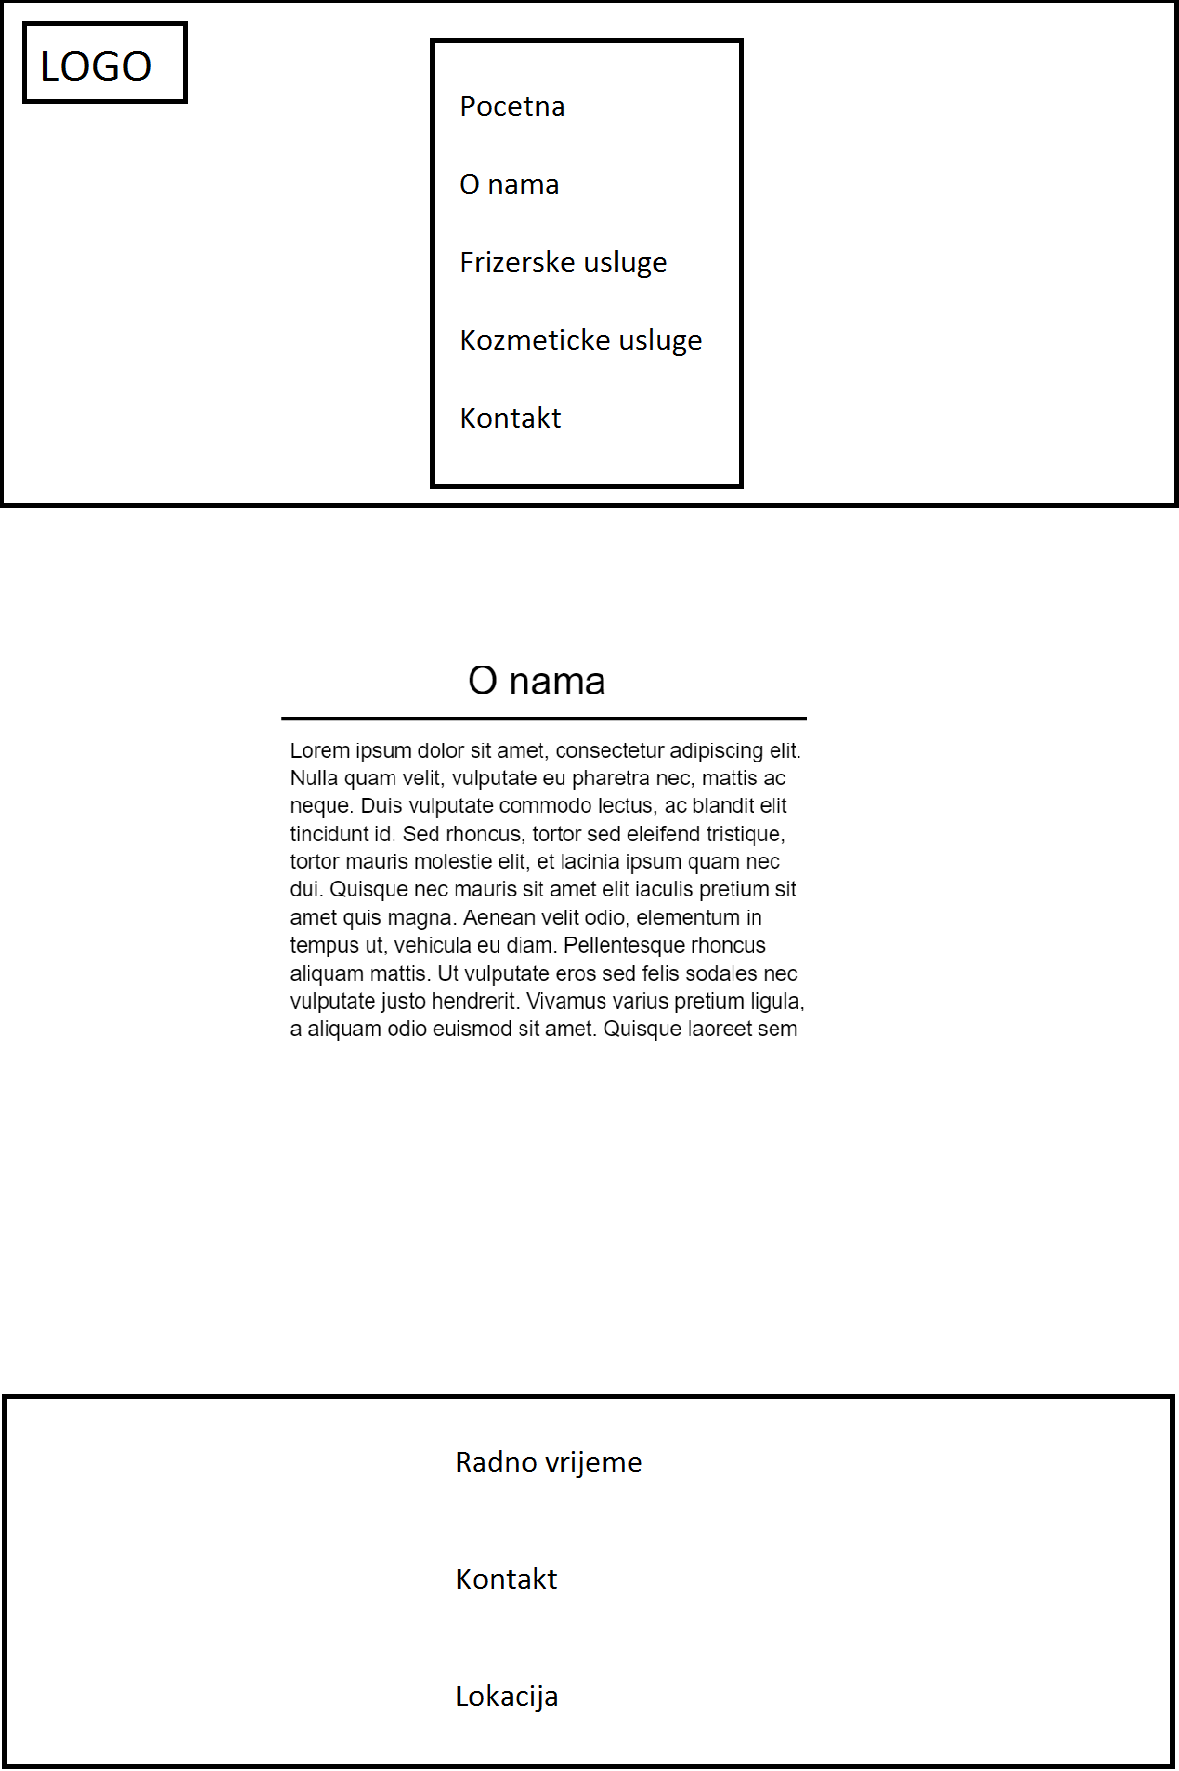 LOGO
Pocetna
O nama
Frizerske usluge
Kozmeticke usluge
Kontakt
O nama
Lorem ipsum dolor sit amet, consectetur adipiscing elit.
Nulla quam velit, vulputate eu pharetra nec, mattis ac
neque. Duis vulputate commodo lectus, ac blandit elit
tincidunt id. Sed rhoncus, tortor sed eleifend tristique,
tortor mauris molestie elit, et lacinia ipsum quam nec
dui. Quisque nec mauris sit amet elit iaculis pretium sit
amet quis magna. Aenean velit odio, elementum in
tempus ut, vehicula eu diam. Pellentesque rhoncus
aliquam mattis. Ut vulputate eros sed felis sodales nec
vulputate justo hendrerit. Vivamus varius pretium ligula,
a aliquam odio euismod sit amet. Quisque laoreet sem
Radno vrijeme
Kontakt
Lokacija